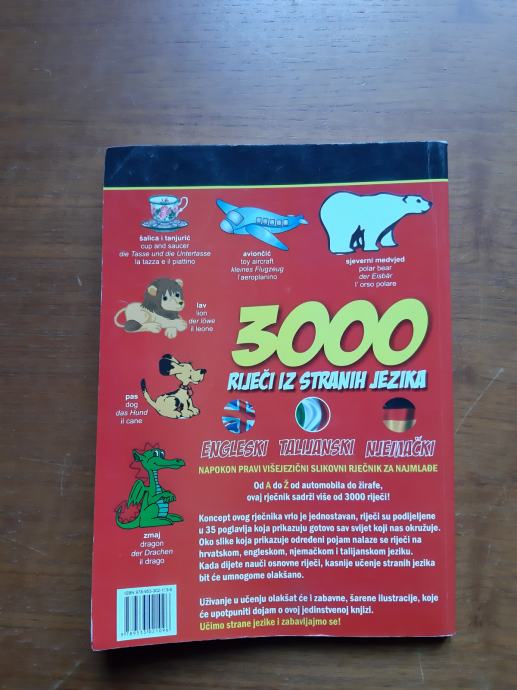 šalica i tanjurić
cup and saucer
die Tasse und die Untertasse
la tazza e il piattino
aviončić
toy aircraft
kleines Flugzeug
l'aeroplanino
sjeverni medvjed
polar bear
der Eisbär
l' orso polare
lav
lion
der löwe
il leone
pas
dog
das Hund
il cane
zmaj
dragon
der Drachen
il drago
3000
RIJEČI IZ STRANIH JEZIKA
ENGLESKI TALIJANSKI NJEMAČKI
NAPOKON PRAVI VIŠEJEZIČNI SLIKOVNI RJEČNIK ZA NAJMLAĐE
Od A do Ž od automobila do žirafe,
ovaj rječnik sadrži više od 3000 riječi!
Koncept ovog rječnika vrlo je jednostavan, riječi su podijeljene
u 35 poglavlja koja prikazuju gotovo sav svijet koji nas okružuje.
Oko slike koja prikazuje određeni pojam nalaze se riječi na
hrvatskom, engleskom, njemačkom i talijanskom jeziku.
Kada dijete nauči osnovne riječi, kasnije učenje stranih jezika
bit će umnogome olakšano.
Uživanje u učenju olakšat će i zabavne, šarene ilustracije, koje
će upotpuniti dojam o ovoj jedinstvenoj knjizi.
Učimo strane jezike i zabavljajmo se!
ISBN